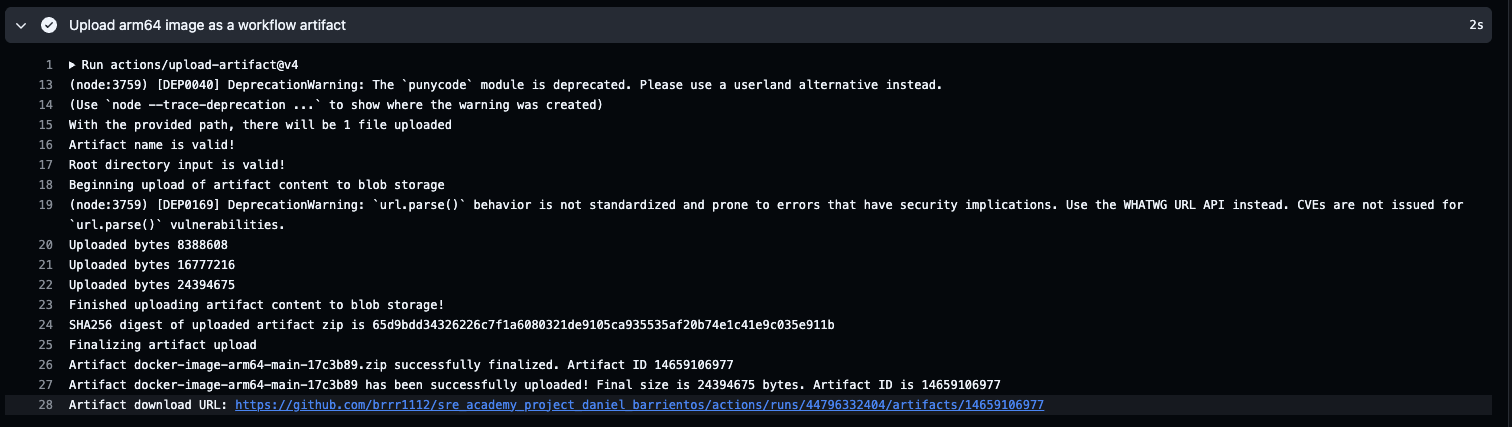 Upload arm64 image as a workflow artifact 2s
1 Run actions/upload-artifact@v4
13 (node:3759) [DEP0040] DeprecationWarning: The `punycode` module is deprecated. Please use a userland alternative instead.
14 (Use `node --trace-deprecation ...` to show where the warning was created)
15 With the provided path, there will be 1 file uploaded
16 Artifact name is valid!
17 Root directory input is valid!
18 Beginning upload of artifact content to blob storage
19 (node:3759) [DEP0169] DeprecationWarning: `url.parse()` behavior is not standardized and prone to errors that have security implications. Use the WHATWG URL API instead. CVEs are not issued for
`url.parse()` vulnerabilities.
20 Uploaded bytes 8388608
21 Uploaded bytes 16777216
22 Uploaded bytes 24394675
23 Finished uploading artifact content to blob storage!
24 SHA256 digest of uploaded artifact zip is 65d9bdd34326226c7f1a6080321de9105ca935535af20b74e1c41e9c035e911b
25 Finalizing artifact upload
26 Artifact docker-image-arm64-main-17c3b89.zip successfully finalized. Artifact ID 14659106977
27 Artifact docker-image-arm64-main-17c3b89 has been successfully uploaded! Final size is 24394675 bytes. Artifact ID is 14659106977
28 Artifact download URL: https://github.com/brrr1112/sre_academy_project_daniel_barrientos/actions/runs/44796332404/artifacts/14659106977